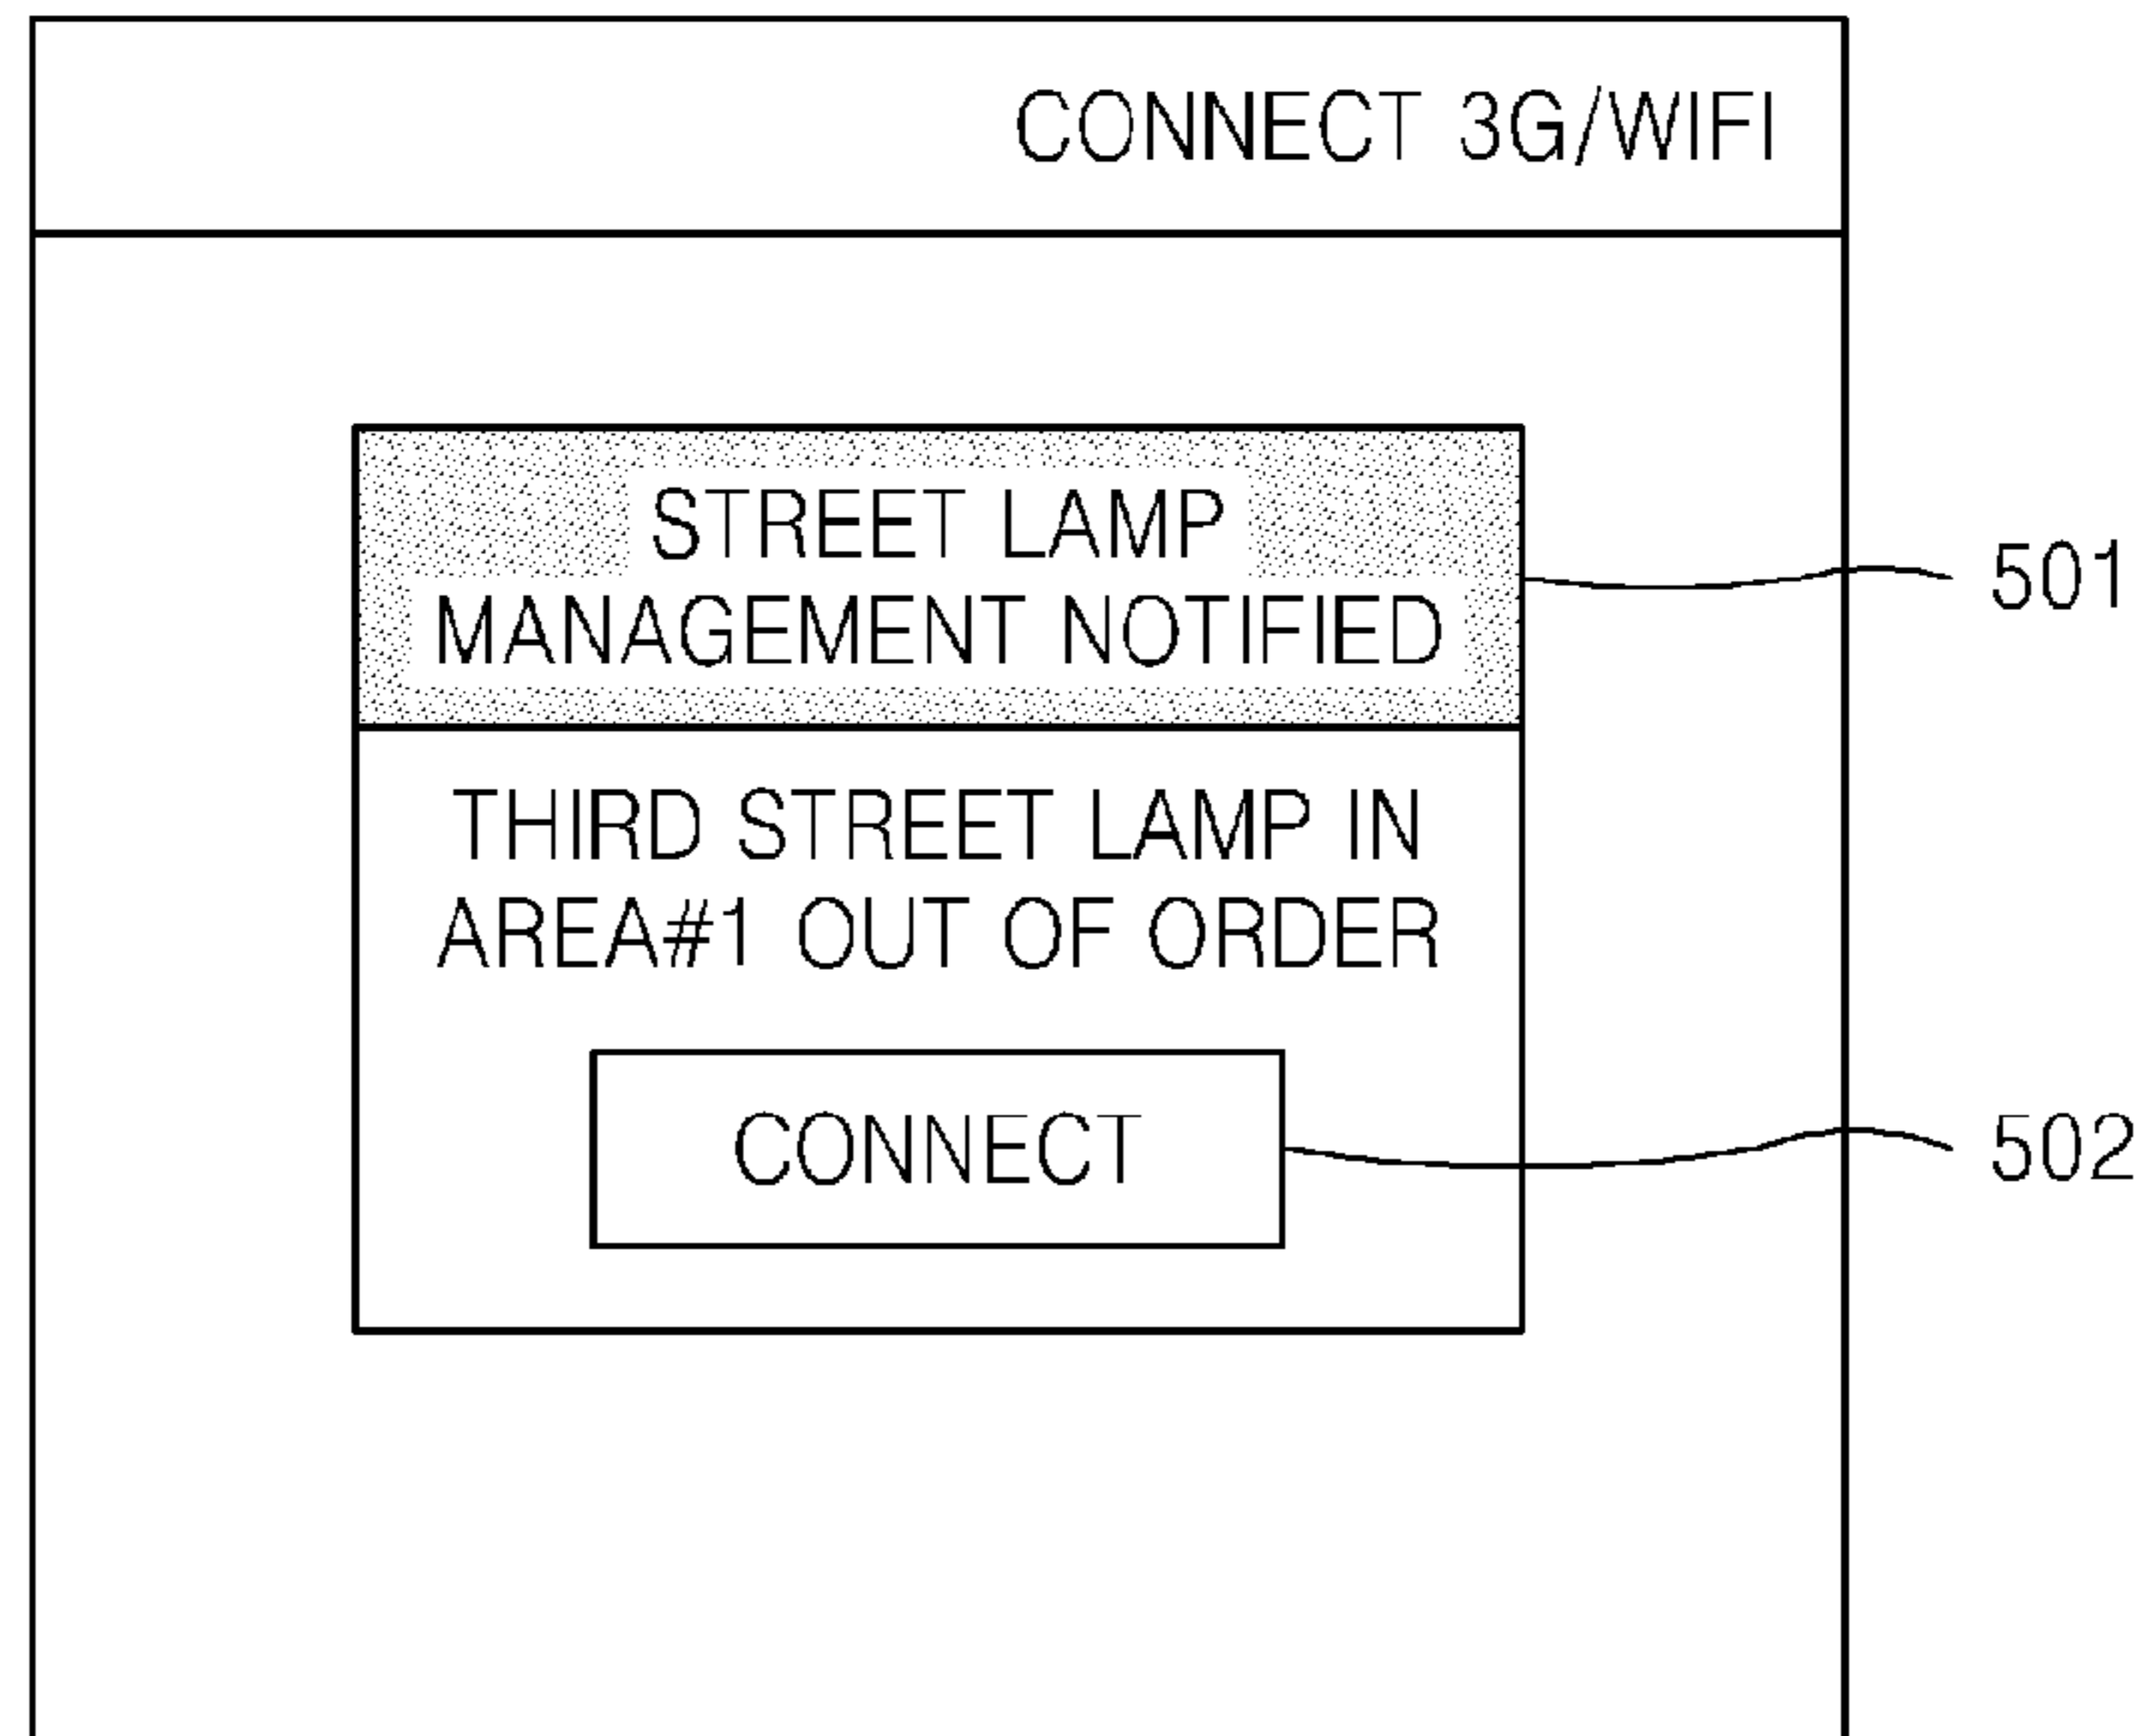 CONNECT 3G/WIFI
STREET LAMP
MANAGEMENT NOTIFIED
501
THIRD STREET LAMP IN
AREA#1 OUT OF ORDER
CONNECT
502